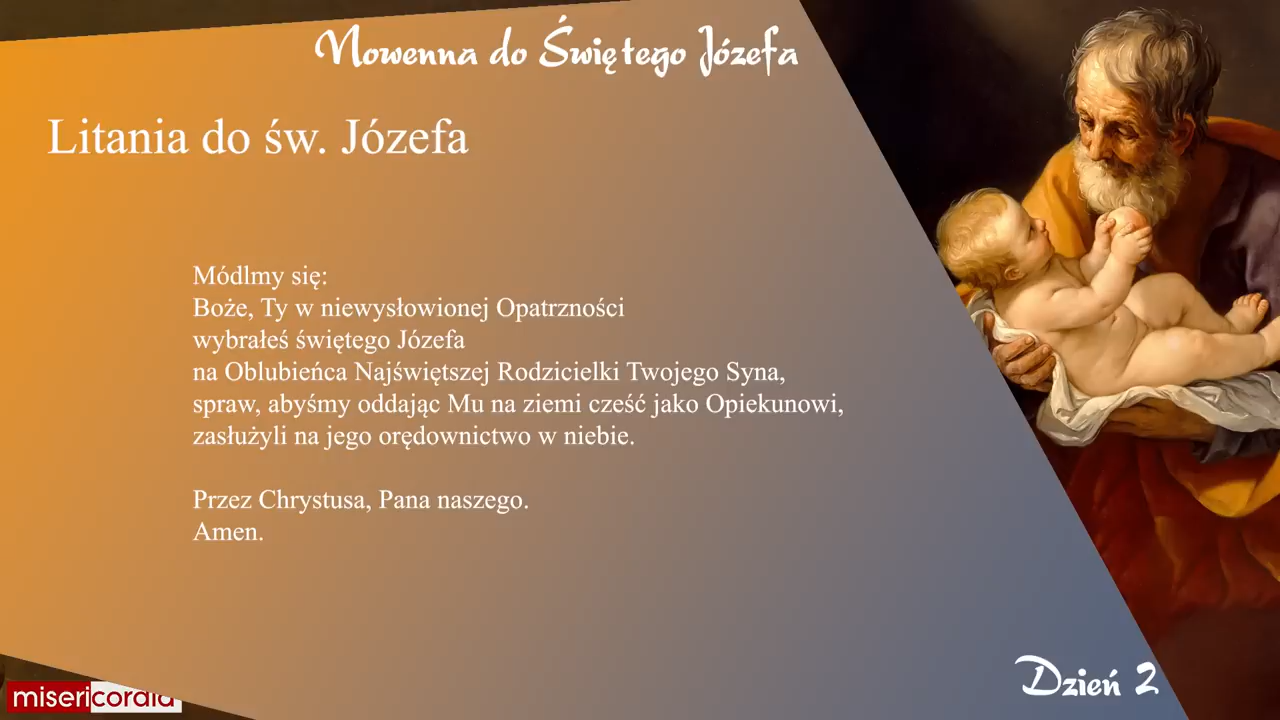 Nowenna do Świętego Józefa
Litania do św. Józefa
Módlmy się:
Boże, Ty w niewysłowionej Opatrzności
wybrałeś świętego Józefa
na Oblubieńca Najświętszej Rodzicielki Twojego Syna,
spraw, abyśmy oddając Mu na ziemi cześć jako Opiekunowi,
zasłużyli na jego orędownictwo w niebie.
Przez Chrystusa, Pana naszego.
Amen.
Dzień 2
misericordia